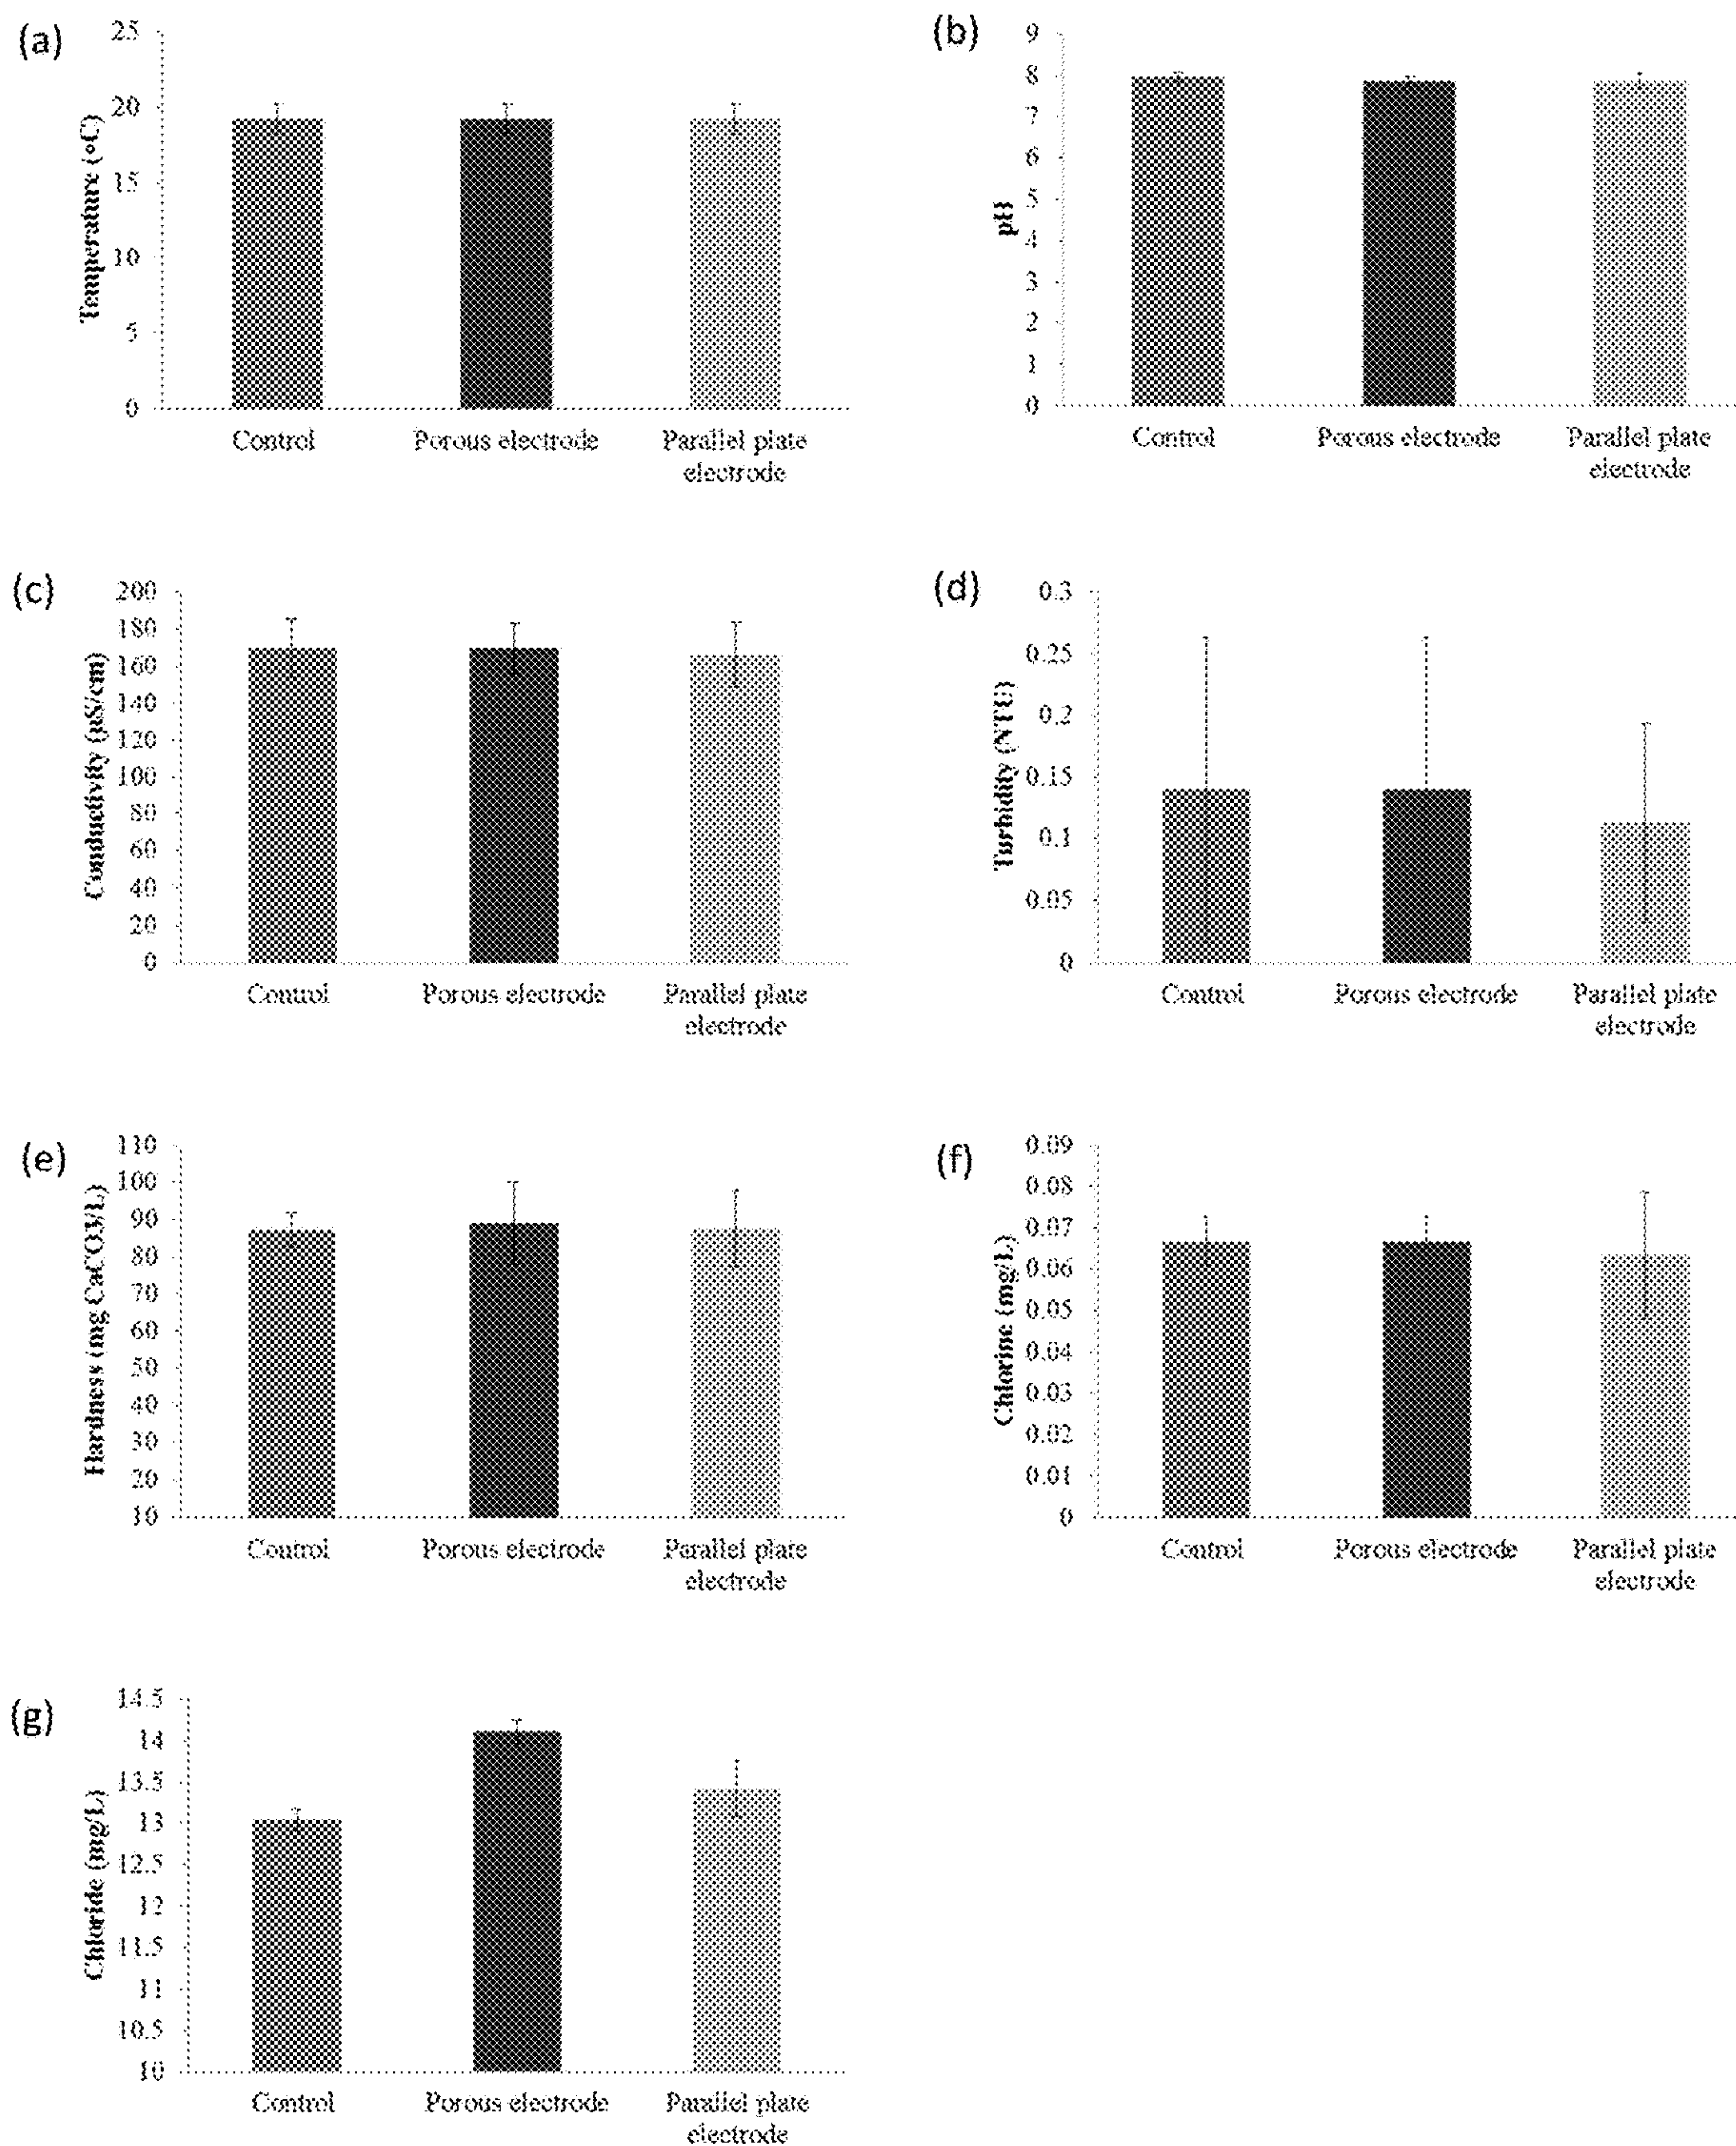 (a)
Temperature (oC)
25
20
15
10
5
0
Control
Porous electrode
Parallel plate
electrode
(b)
pH
9
8
7
6
5
4
3
2
1
0
Control
Porous electrode
Parallel plate
electrode
(c)
Conductivity (µS/cm)
200
180
160
140
120
100
80
60
40
20
0
Control
Porous electrode
Parallel plate
electrode
(d)
Turbidity (NTU)
0.3
0.25
0.2
0.15
0.1
0.05
0
Control
Porous electrode
Parallel plate
electrode
(e)
Hardness (mg CaCO3/L)
110
100
90
80
70
60
50
40
30
20
10
Control
Porous electrode
Parallel plate
electrode
(f)
Chlorine (mg/L)
0.09
0.08
0.07
0.06
0.05
0.04
0.03
0.02
0.01
0
Control
Porous electrode
Parallel plate
electrode
(g)
Chloride (mg/L)
14.5
14
13.5
13
12.5
12
11.5
11
10.5
10
Control
Porous electrode
Parallel plate
electrode